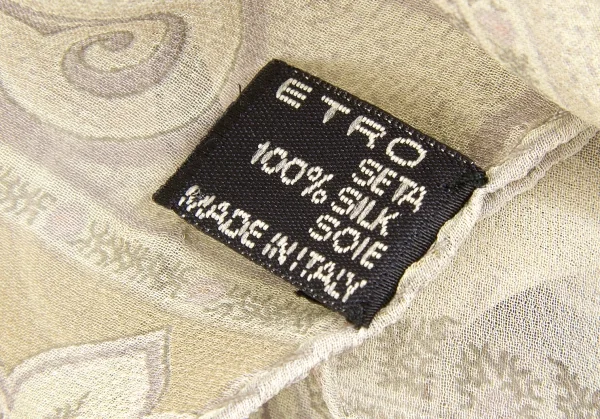 ETRO
SETA
100% SILK
SOIE
MADE IN ITALY